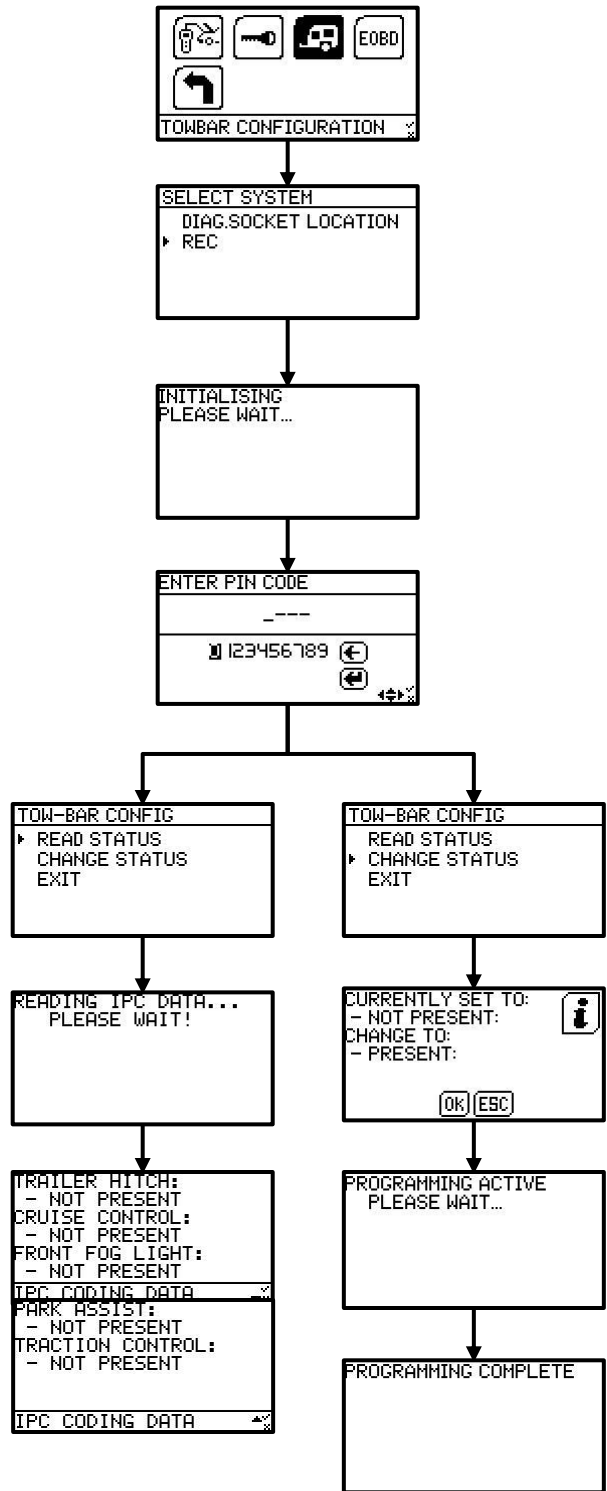 EOBD
TOWBAR CONFIGURATION
SELECT SYSTEM
DIAG.SOCKET LOCATION
REC
INITIALISING
PLEASE WAIT...
ENTER PIN CODE
_---
0123456789
TOW-BAR CONFIG
READ STATUS
CHANGE STATUS
EXIT
READING IPC DATA...
PLEASE WAIT!
TRAILER HITCH:
- NOT PRESENT
CRUISE CONTROL:
- NOT PRESENT
FRONT FOG LIGHT:
- NOT PRESENT
IPC CODING DATA
PARK ASSIST:
- NOT PRESENT
TRACTION CONTROL:
- NOT PRESENT
IPC CODING DATA
TOW-BAR CONFIG
READ STATUS
CHANGE STATUS
EXIT
CURRENTLY SET TO:
- NOT PRESENT:
CHANGE TO:
- PRESENT:
i
OK ESC
PROGRAMMING ACTIVE
PLEASE WAIT...
PROGRAMMING COMPLETE